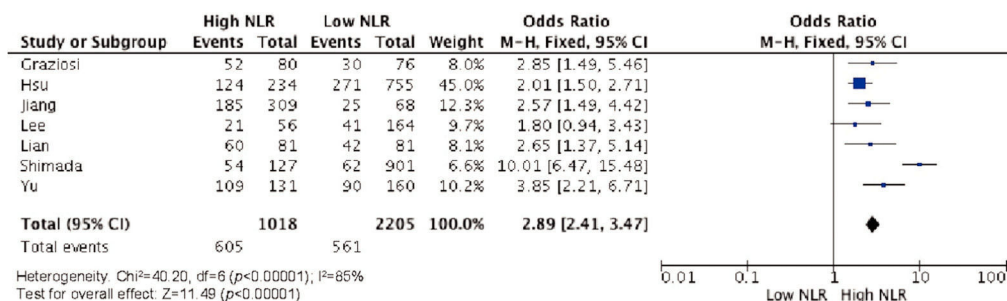 High NLR Low NLR Odds Ratio Odds Ratio
Study or Subgroup Events Total Events Total Weight M-H, Fixed, 95% CI M-H, Fixed, 95% CI
Graziosi 52 80 30 76 8.0% 2.85 [1.49, 5.46]
Hsu 124 234 271 755 45.0% 2.01 [1.50, 2.71]
Jiang 185 309 25 68 12.3% 2.57 [1.49, 4.42]
Lee 21 56 41 164 9.7% 1.80 [0.94, 3.43]
Lian 60 81 42 81 8.1% 2.65 [1.37, 5.14]
Shimada 54 127 62 901 6.6% 10.01 [6.47, 15.48]
Yu 109 131 90 160 10.2% 3.85 [2.21, 6.71]
Total (95% CI) 1018 2205 100.0% 2.89 [2.41, 3.47]
Total events 605 561
Heterogeneity. Chi²=40.20, df=6 (p<0.00001); I²=85%
Test for overall effect: Z=11.49 (p<0.00001)
0.01 0.1 1 10 100
Low NLR High NLR